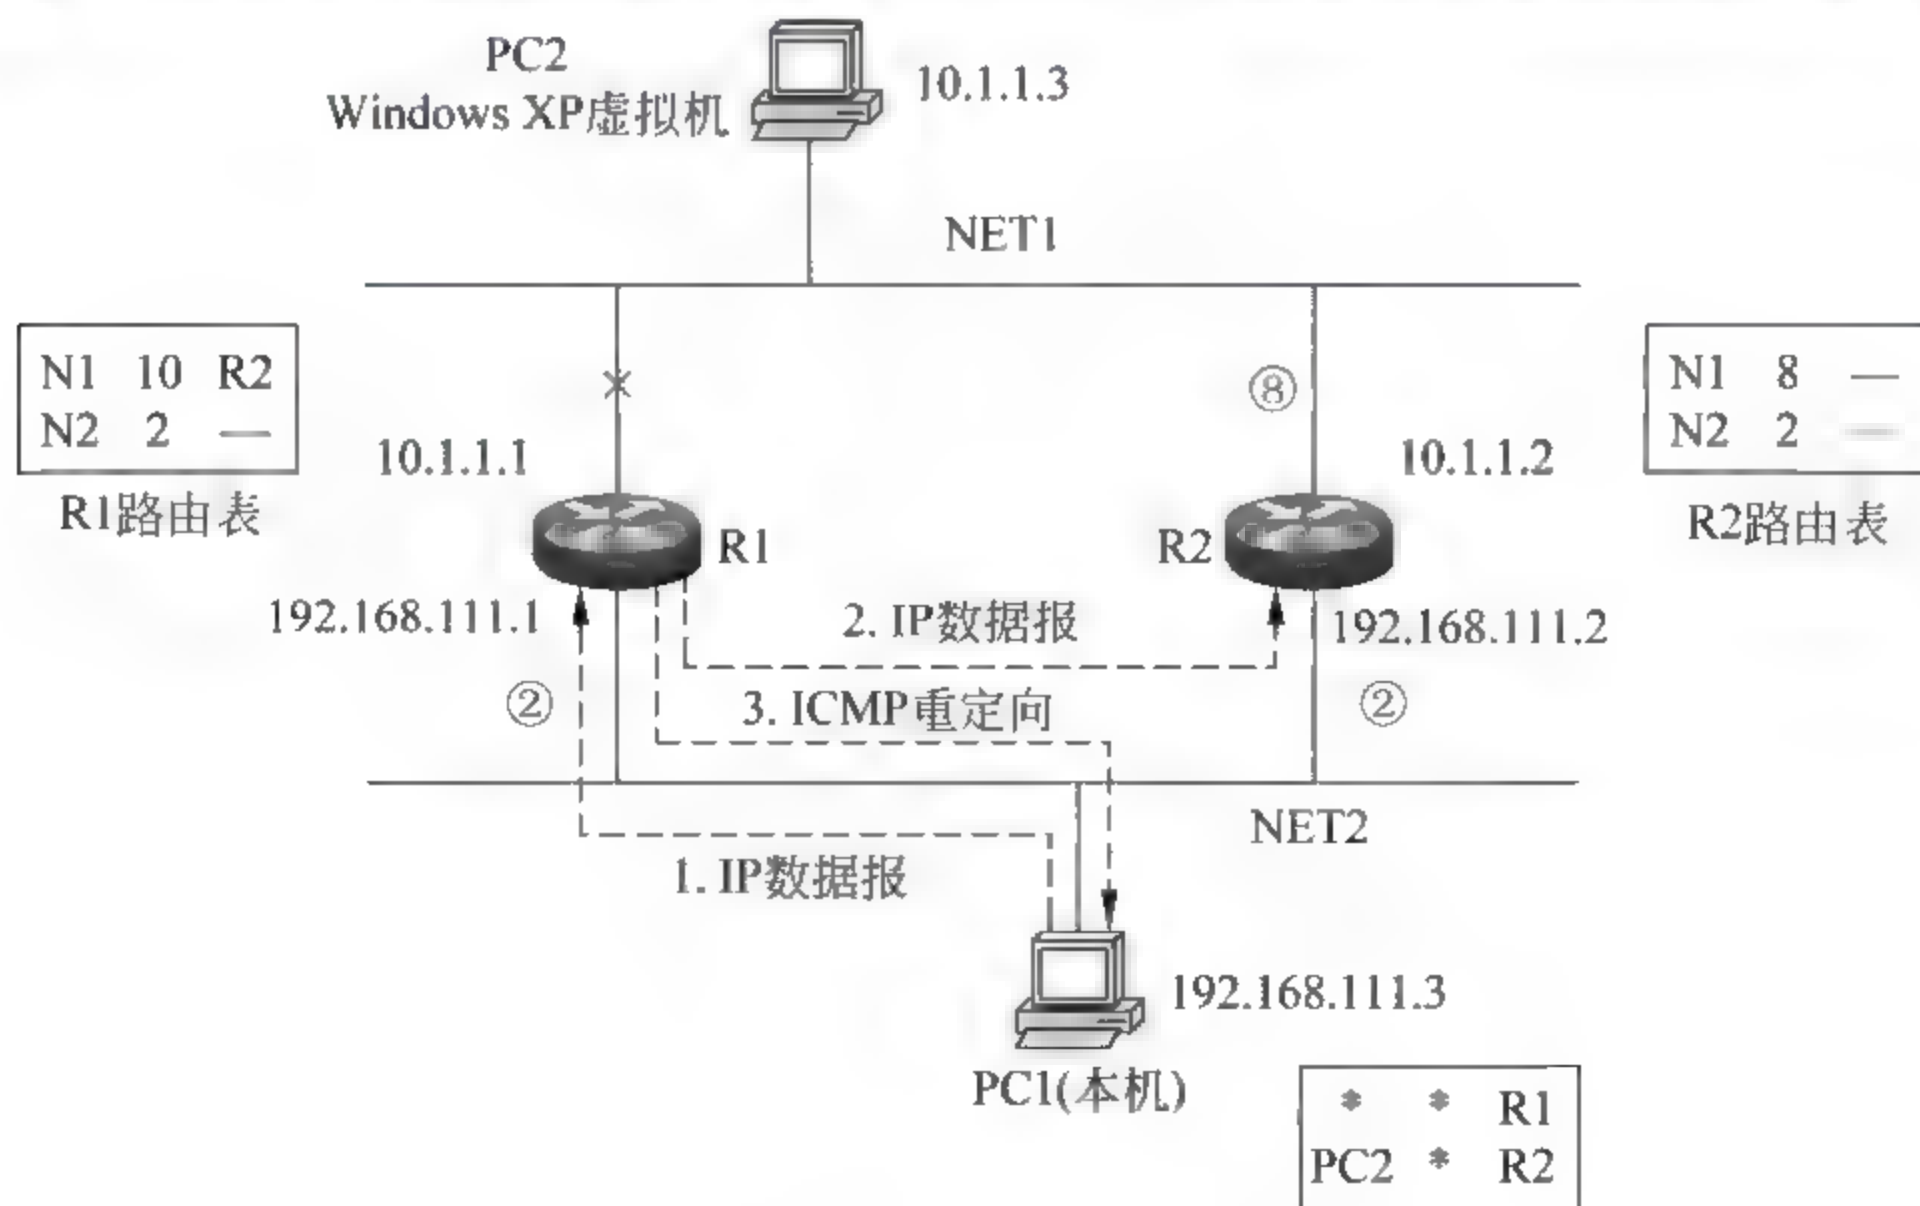 PC2
Windows XP虚拟机
10.1.1.3
NET1
N1 10 R2
N2 2 —
R1路由表
10.1.1.1
⑧
10.1.1.2
N1 8 —
N2 2 —
R2路由表
R1
R2
192.168.111.1
2. IP数据报
192.168.111.2
②
3. ICMP重定向
②
NET2
1. IP数据报
192.168.111.3
PC1(本机)
* * R1
PC2 * R2